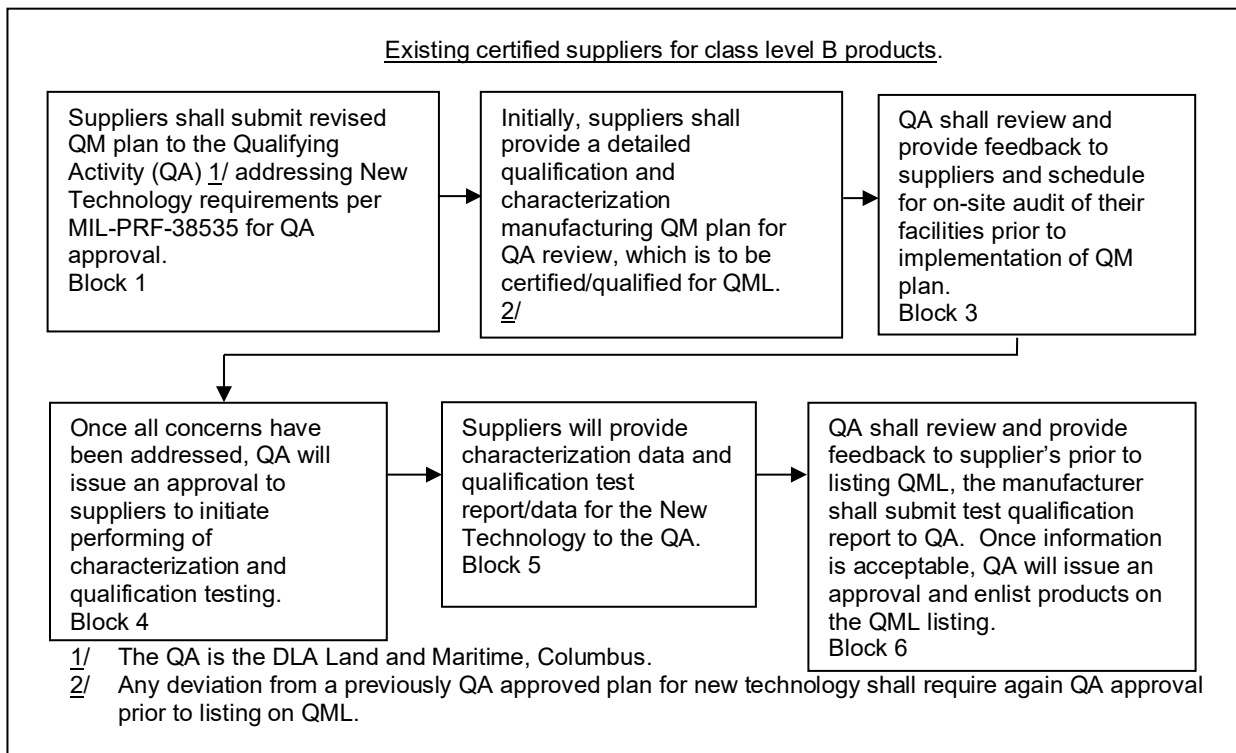 Existing certified suppliers for class level B products.
Suppliers shall submit revised
QM plan to the Qualifying
Activity (QA) 1/ addressing New
Technology requirements per
MIL-PRF-38535 for QA
approval.
Block 1
Initially, suppliers shall
provide a detailed
qualification and
characterization
manufacturing QM plan for
QA review, which is to be
certified/qualified for QML.
2/
QA shall review and
provide feedback to
suppliers and schedule
for on-site audit of their
facilities prior to
implementation of QM
plan.
Block 3
Once all concerns have
been addressed, QA will
issue an approval to
suppliers to initiate
performing of
characterization and
qualification testing.
Block 4
Suppliers will provide
characterization data and
qualification test
report/data for the New
Technology to the QA.
Block 5
QA shall review and provide
feedback to supplier’s prior to
listing QML, the manufacturer
shall submit test qualification
report to QA.  Once information
is acceptable, QA will issue an
approval and enlist products on
the QML listing.
Block 6
1/ The QA is the DLA Land and Maritime, Columbus.
2/ Any deviation from a previously QA approved plan for new technology shall require again QA approval
prior to listing on QML.